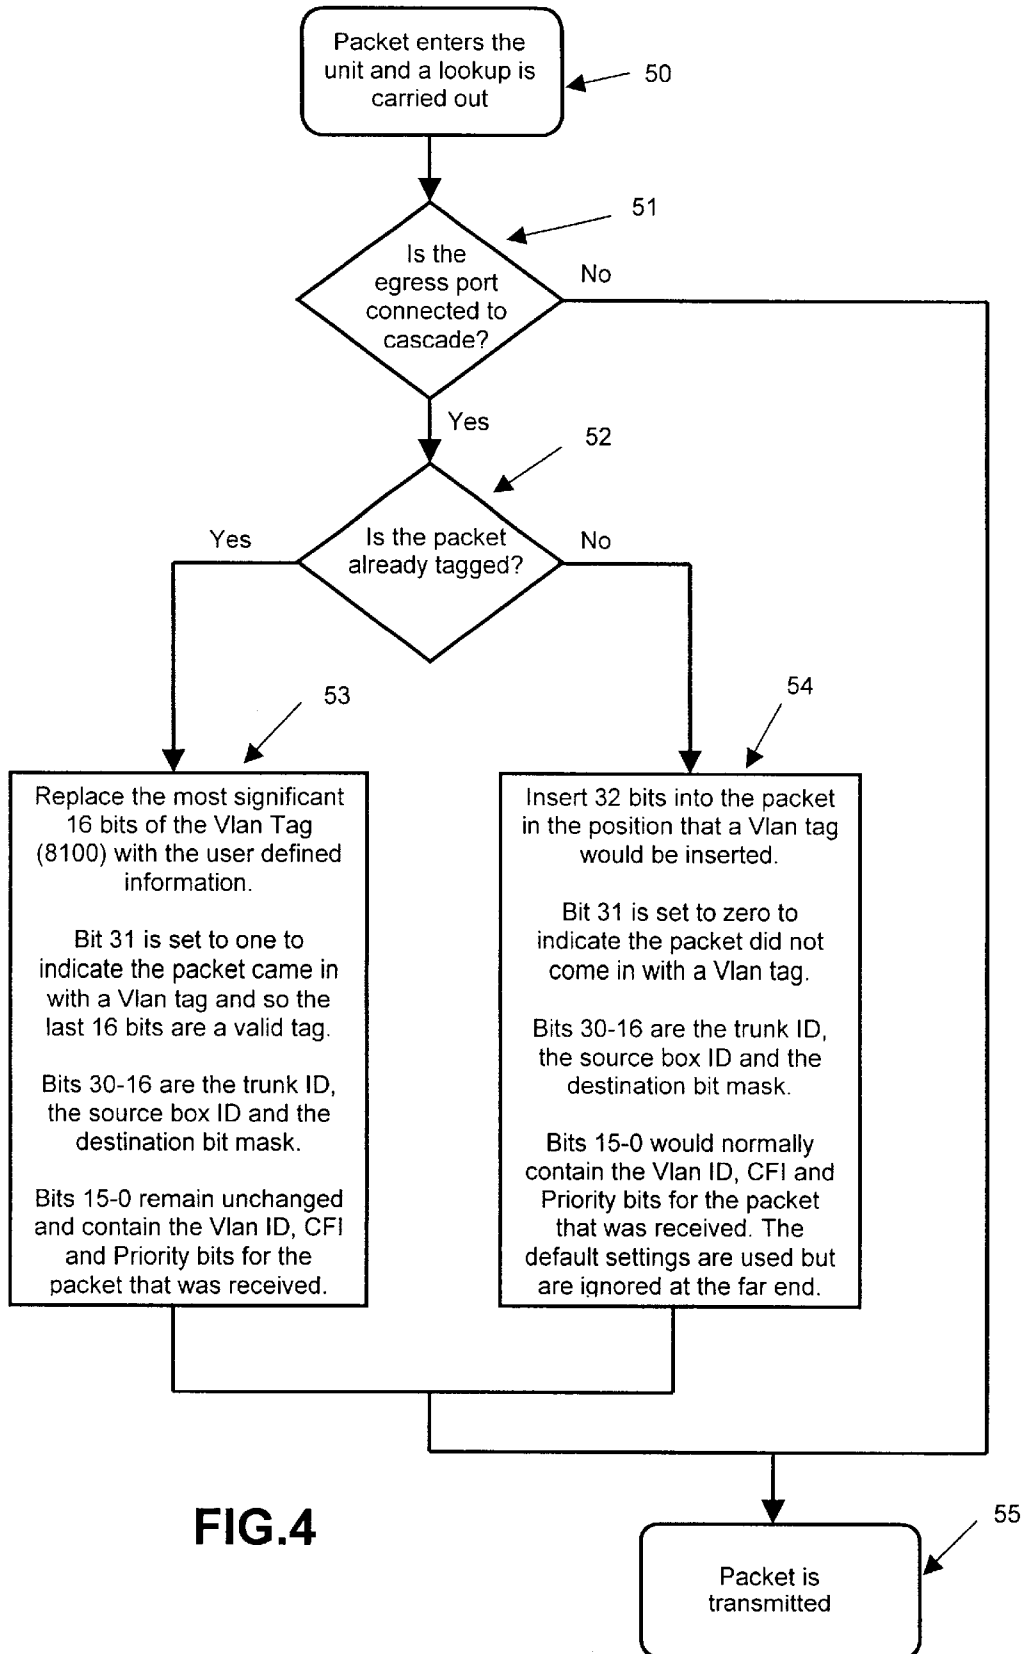 Packet enters the
unit and a lookup is
carried out
50
51
Is the
egress port
connected to
cascade?
No
Yes
52
Is the packet
already tagged?
Yes
No
53
Replace the most significant
16 bits of the Vlan Tag
(8100) with the user defined
information.
Bit 31 is set to one to
indicate the packet came in
with a Vlan tag and so the
last 16 bits are a valid tag.
Bits 30-16 are the trunk ID,
the source box ID and the
destination bit mask.
Bits 15-0 remain unchanged
and contain the Vlan ID, CFI
and Priority bits for the
packet that was received.
54
Insert 32 bits into the packet
in the position that a Vlan tag
would be inserted.
Bit 31 is set to zero to
indicate the packet did not
come in with a Vlan tag.
Bits 30-16 are the trunk ID,
the source box ID and the
destination bit mask.
Bits 15-0 would normally
contain the Vlan ID, CFI and
Priority bits for the packet
that was received. The
default settings are used but
are ignored at the far end.
FIG.4
55
Packet is
transmitted